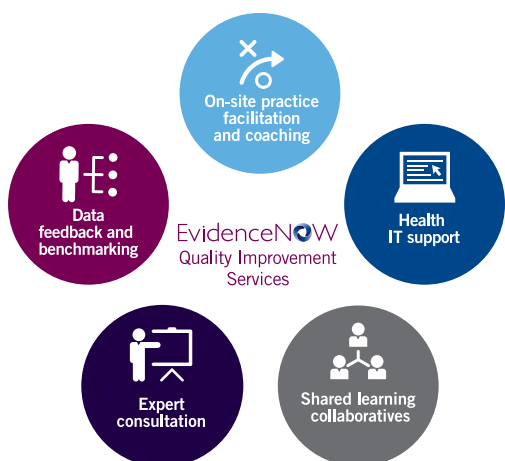 On-site practice
facilitation
and coaching
Data
feedback and
benchmarking
Health
IT support
EvidenceNOW
Quality Improvement
Services
Expert
consultation
Shared learning
collaboratives